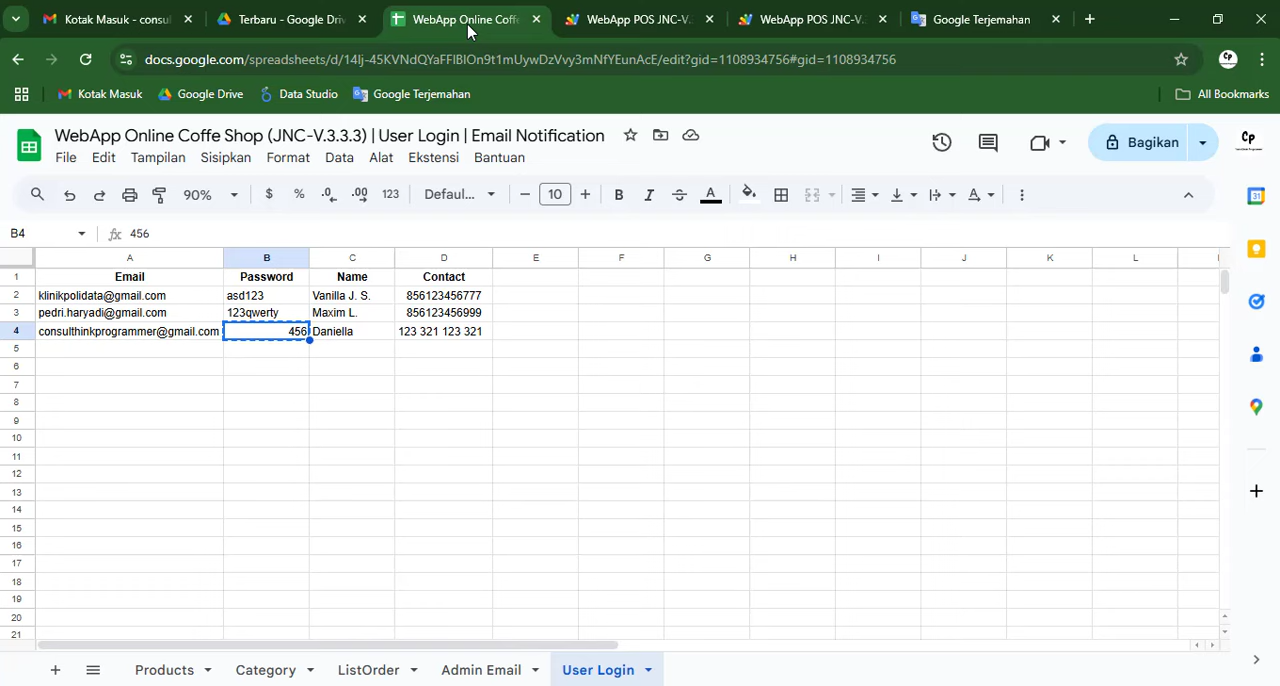 Kotak Masuk - consul
Terbaru - Google Driv
WebApp Online Coffe
WebApp POS JNC-V.
WebApp POS JNC-V.
Google Terjemahan
docs.google.com/spreadsheets/d/14lj-45KVNdQYaFFIBIOn9t1mUywDzVvy3mNfYEunAcE/edit?gid=1108934756#gid=1108934756
Cp
Kotak Masuk
Google Drive
Data Studio
Google Terjemahan
All Bookmarks
WebApp Online Coffe Shop (JNC-V.3.3.3) | User Login | Email Notification
File Edit Tampilan Sisipkan Format Data Alat Ekstensi Bantuan
Bagikan
Cp
90% $ % .0 .00 123 Defaul... − 10 + B I A
B4 fx 456
A B C D E F G H I J K L
1 Email Password Name Contact
2 klinikpolidata@gmail.com asd123 Vanilla J. S. 856123456777
3 pedri.haryadi@gmail.com 123qwerty Maxim L. 856123456999
4 consulthinkprogrammer@gmail.com 456 Daniella 123 321 123 321
5
6
7
8
9
10
11
12
13
14
15
16
17
18
19
20
21
Products Category ListOrder Admin Email User Login